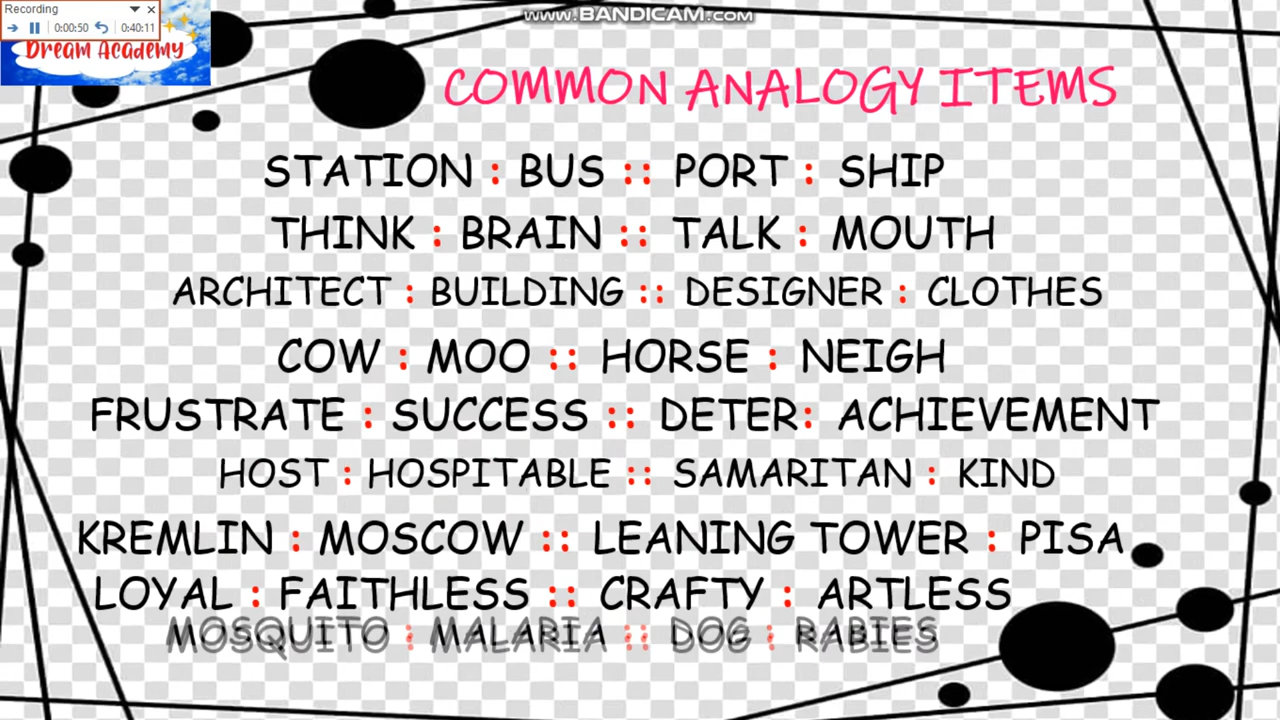 Recording
0:00:50 0:40:11
Dream Academy
www.BANDICAM.com
COMMON ANALOGY ITEMS
STATION : BUS :: PORT : SHIP
THINK : BRAIN :: TALK : MOUTH
ARCHITECT : BUILDING :: DESIGNER : CLOTHES
COW : MOO :: HORSE : NEIGH
FRUSTRATE : SUCCESS :: DETER: ACHIEVEMENT
HOST : HOSPITABLE :: SAMARITAN : KIND
KREMLIN : MOSCOW :: LEANING TOWER : PISA
LOYAL : FAITHLESS :: CRAFTY : ARTLESS
MOSQUITO : MALARIA :: DOG : RABIES